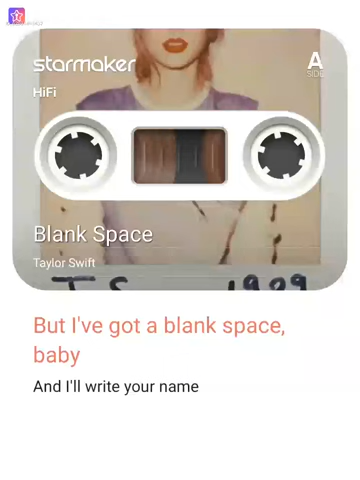 starmaker
HiFi
A
SIDE
Blank Space
Taylor Swift
T.S. 1989
But I've got a blank space,
baby
And I'll write your name